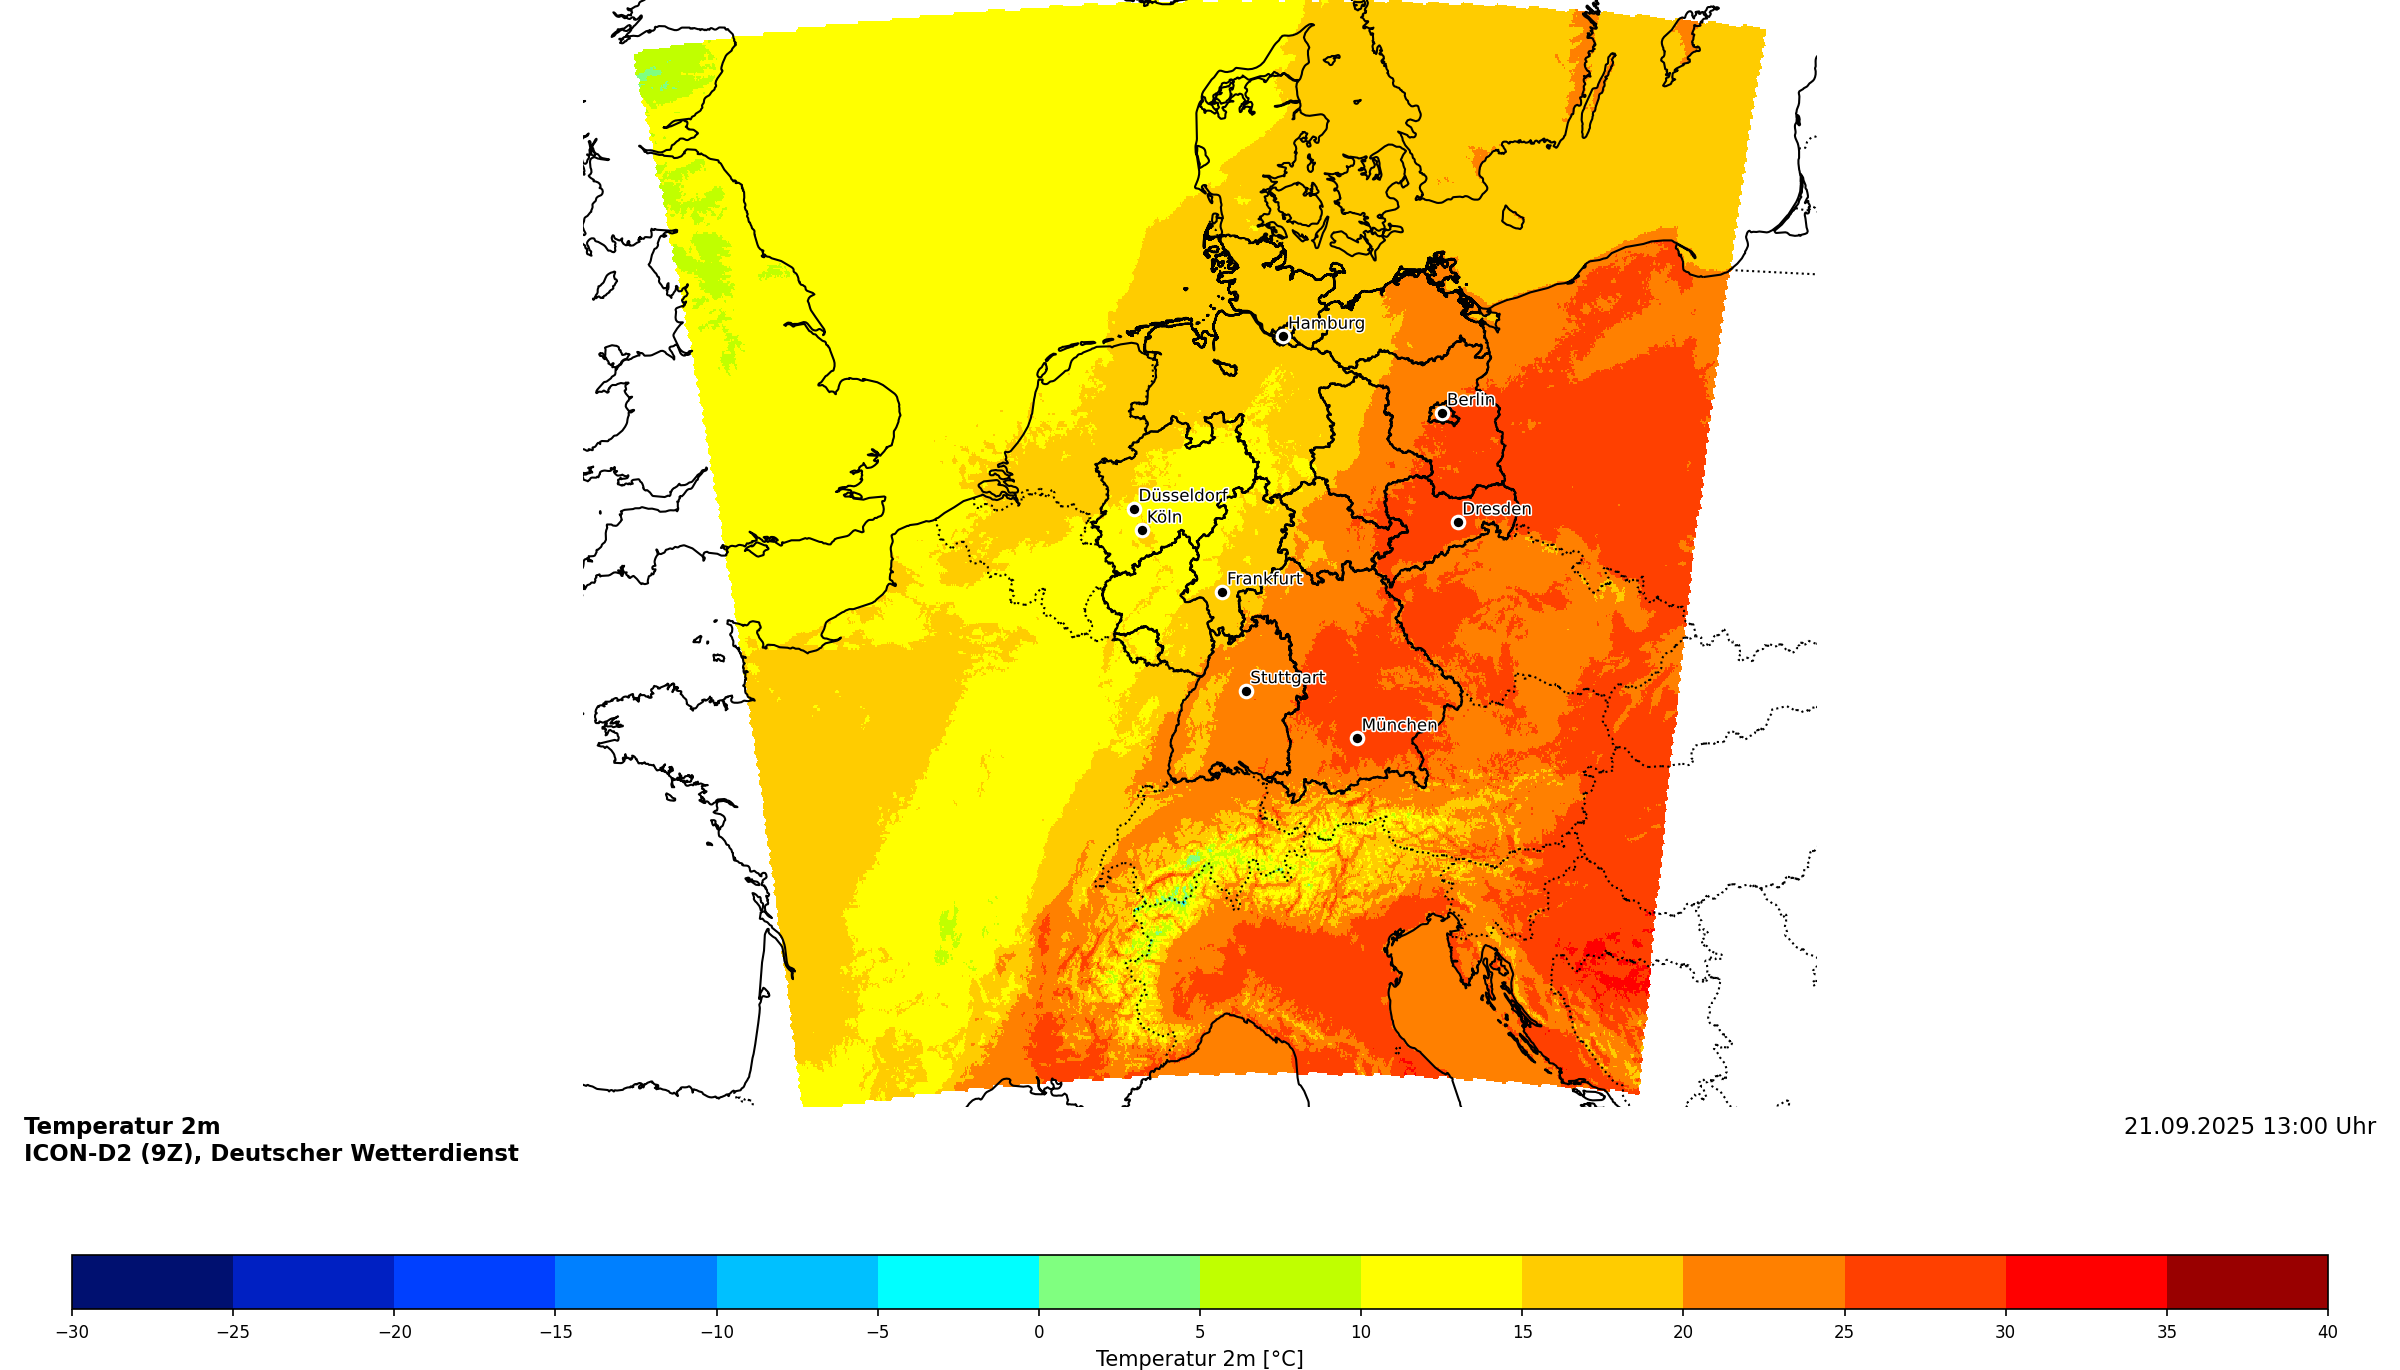 Hamburg
Berlin
Düsseldorf
Köln
Dresden
Frankfurt
Stuttgart
München
Temperatur 2m
ICON-D2 (9Z), Deutscher Wetterdienst
21.09.2025 13:00 Uhr
−30 −25 −20 −15 −10 −5 0 5 10 15 20 25 30 35 40
Temperatur 2m [°C]